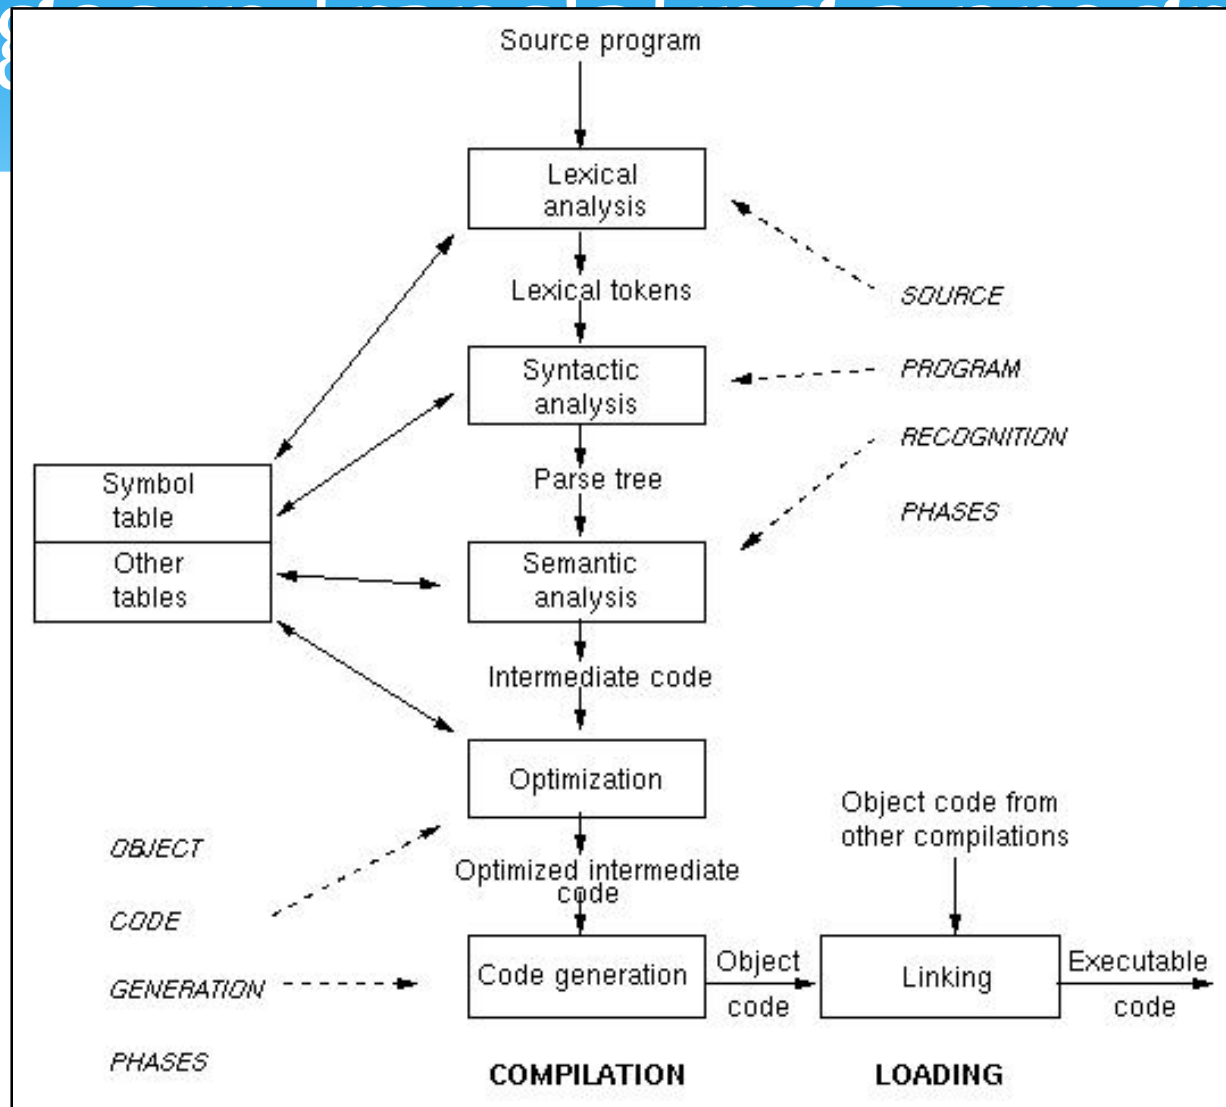 Source program
Lexical
analysis
Lexical tokens
SOURCE
Syntactic
analysis
PROGRAM
RECOGNITION
Parse tree
PHASES
Symbol
table
Other
tables
Semantic
analysis
Intermediate code
Optimization
Object code from
other compilations
OBJECT
CODE
GENERATION
PHASES
Optimized intermediate
code
Code generation
Object
code
Linking
Executable
code
COMPILATION
LOADING